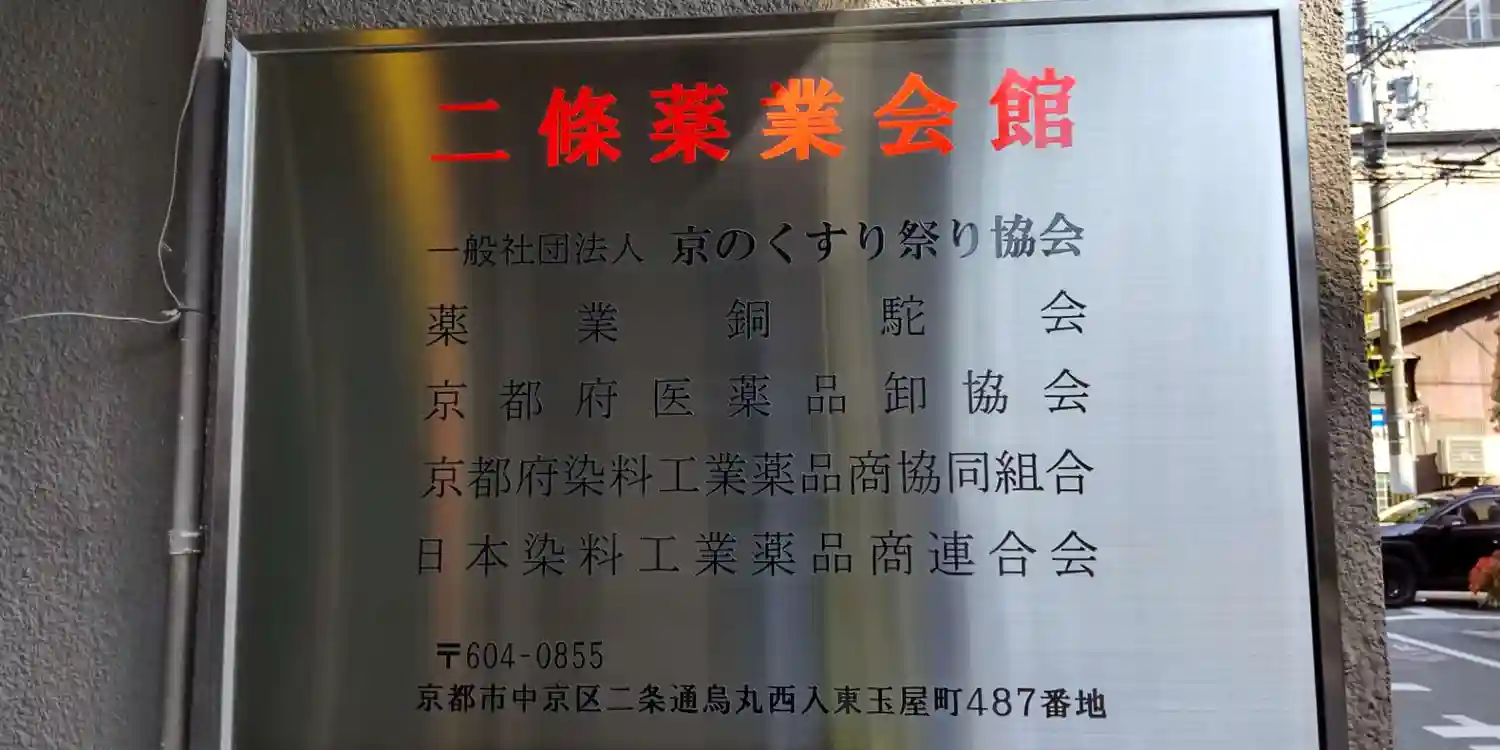 二條薬業会館
一般社団法人 京のくすり祭り協会
薬業銅駝会
京都府医薬品卸協会
京都府染料工業薬品商協同組合
日本染料工業薬品商連合会
〒604-0855
京都市中京区二条通烏丸西入東玉屋町487番地